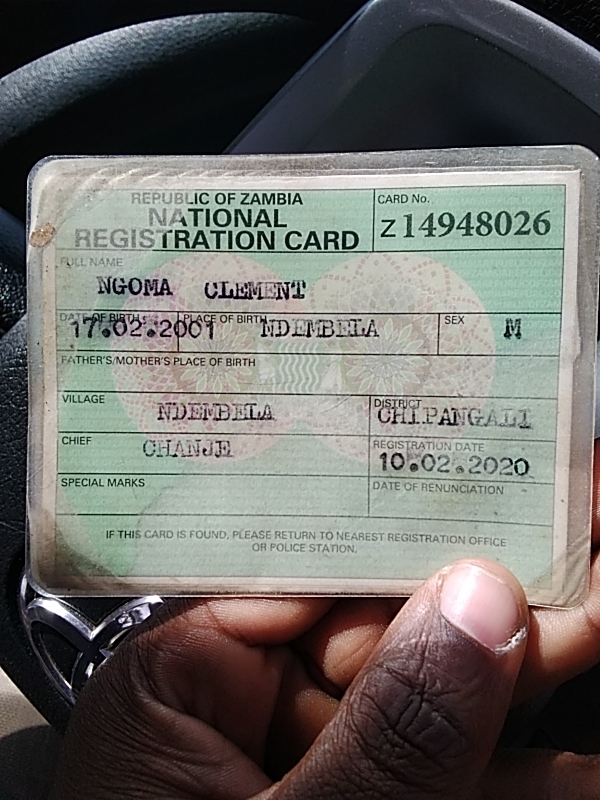 REPUBLIC OF ZAMBIA
NATIONAL
REGISTRATION CARD
CARD No.
Z14948026
FULL NAME
NGOMA CLEMENT
DATE OF BIRTH
17.02.2001
PLACE OF BIRTH
NDEMBELA
SEX
M
FATHER'S/MOTHER'S PLACE OF BIRTH
VILLAGE
NDEMBELA
DISTRICT
CHIPANGALI
CHIEF
CHANJE
REGISTRATION DATE
10.02.2020
SPECIAL MARKS
DATE OF RENUNCIATION
IF THIS CARD IS FOUND, PLEASE RETURN TO NEAREST REGISTRATION OFFICE
OR POLICE STATION.